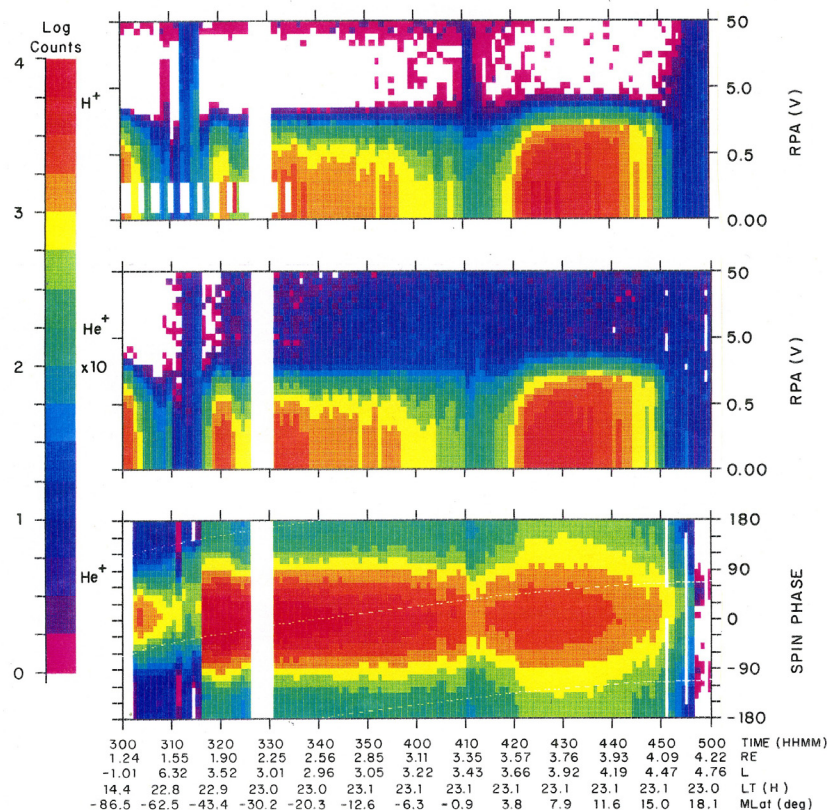 Log
Counts
4
3
2
1
0
H+
50
5.0
0.5
0.00
RPA (V)
He+
x10
50
5.0
0.5
0.00
RPA (V)
He+
180
90
0
-90
-180
SPIN PHASE
300 310 320 330 340 350 400 410 420 430 440 450 500 TIME (HHMM)
1.24 1.55 1.90 2.25 2.56 2.85 3.11 3.35 3.57 3.76 3.93 4.09 4.22 RE
-1.01 6.32 3.52 3.01 2.96 3.05 3.22 3.43 3.66 3.92 4.19 4.47 4.76 L
14.4 22.8 22.9 23.0 23.0 23.1 23.1 23.1 23.1 23.1 23.1 23.1 23.0 LT (H)
-86.5 -62.5 -43.4 -30.2 -20.3 -12.6 -6.3 -0.9 3.8 7.9 11.6 15.0 18.2 MLat (deg)